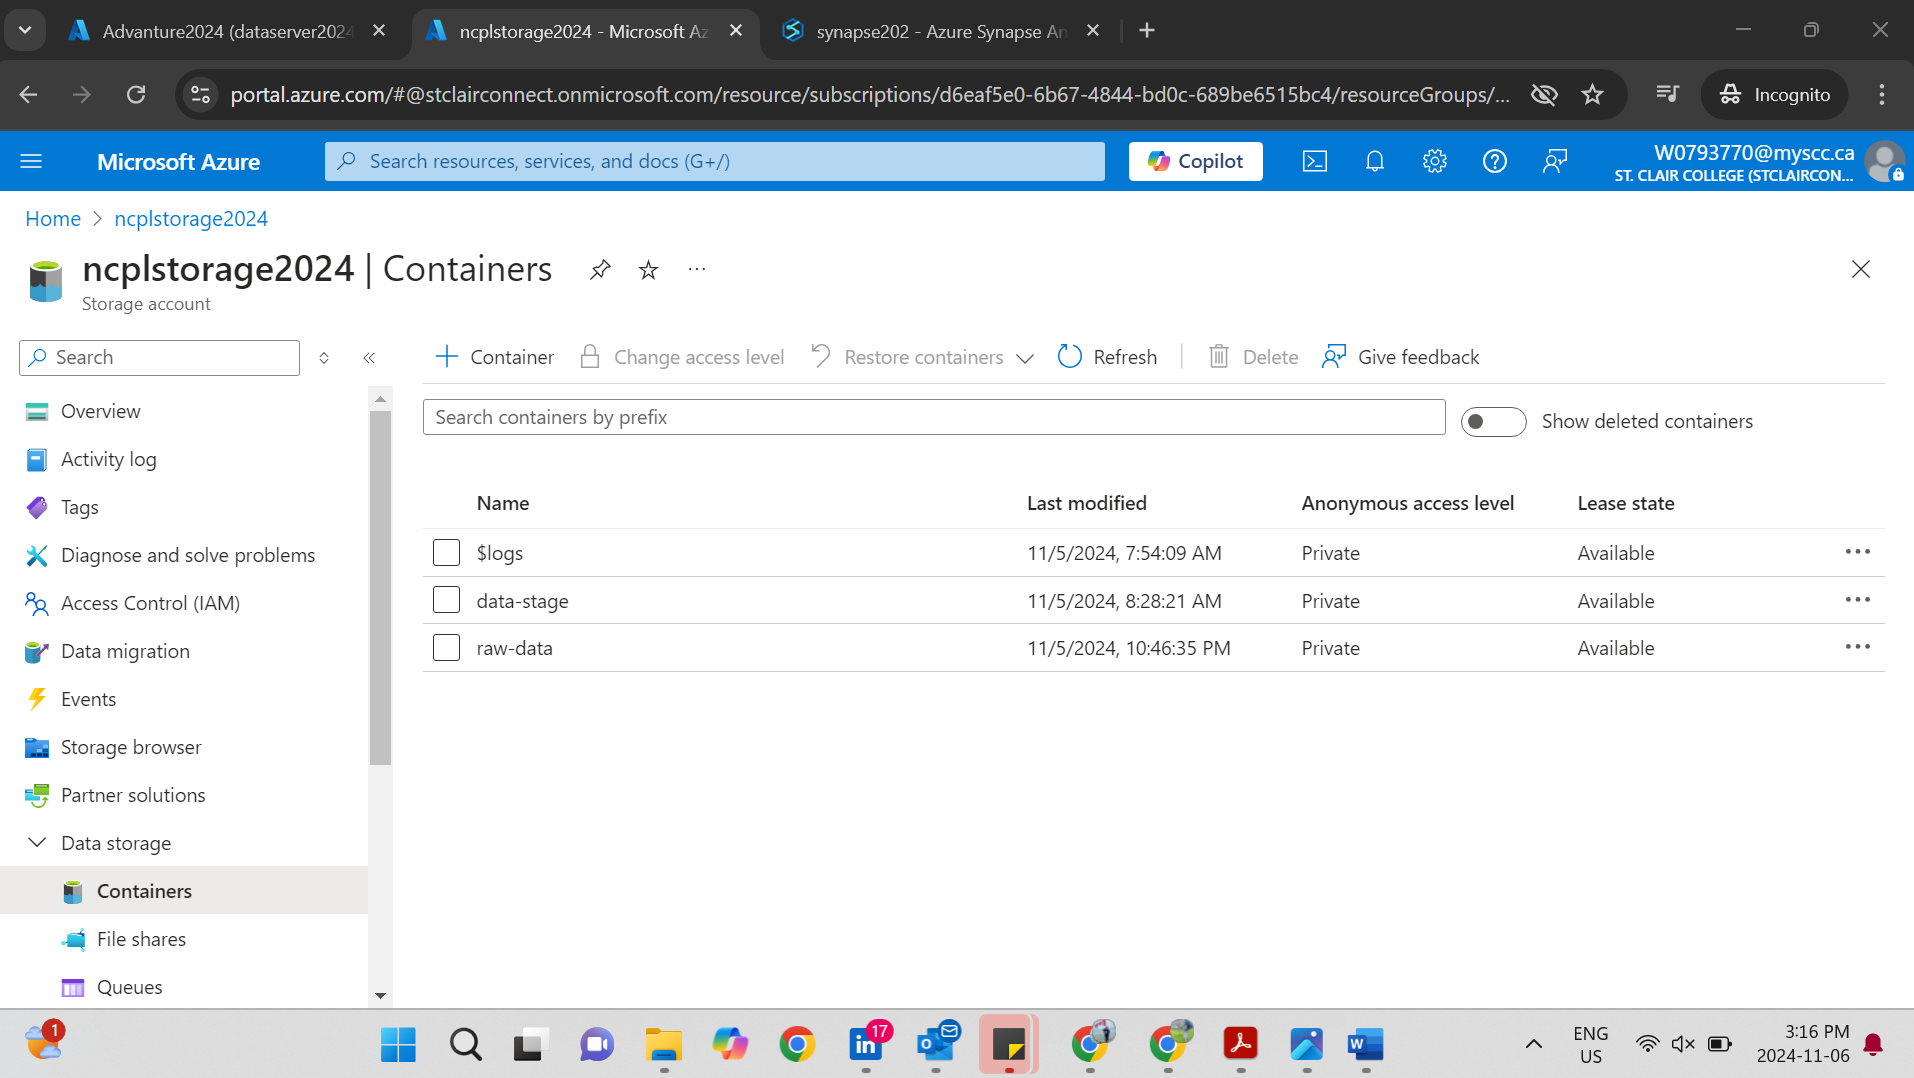 Advanture2024 (dataserver2024
ncplstorage2024 - Microsoft Az
synapse202 - Azure Synapse An
portal.azure.com/#@stclairconnect.onmicrosoft.com/resource/subscriptions/d6eaf5e0-6b67-4844-bd0c-689be6515bc4/resourceGroups/...
Incognito
Microsoft Azure
Search resources, services, and docs (G+/)
Copilot
W0793770@myscc.ca
ST. CLAIR COLLEGE (STCLAIRCON...
Home > ncplstorage2024
ncplstorage2024 | Containers
Storage account
Search
Container
Change access level
Restore containers
Refresh
Delete
Give feedback
Overview
Activity log
Tags
Diagnose and solve problems
Access Control (IAM)
Data migration
Events
Storage browser
Partner solutions
Data storage
Containers
File shares
Queues
Search containers by prefix
Show deleted containers
Name Last modified Anonymous access level Lease state
$logs 11/5/2024, 7:54:09 AM Private Available
data-stage 11/5/2024, 8:28:21 AM Private Available
raw-data 11/5/2024, 10:46:35 PM Private Available
1
in
17
W
ENG
US
3:16 PM
2024-11-06